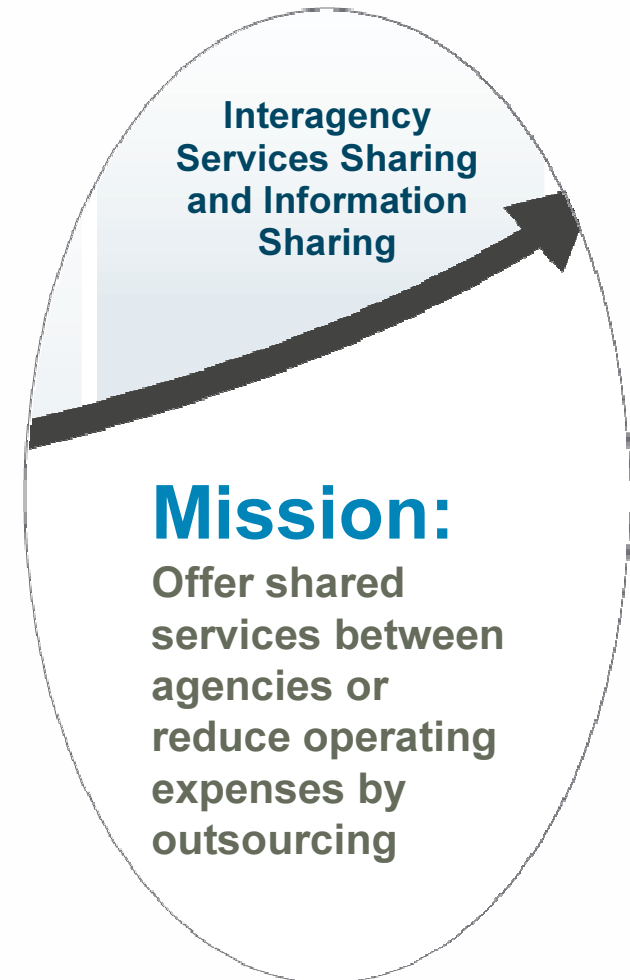 Interagency
Services Sharing
and Information
Sharing
Mission:
Offer shared
services between
agencies or
reduce operating
expenses by
outsourcing